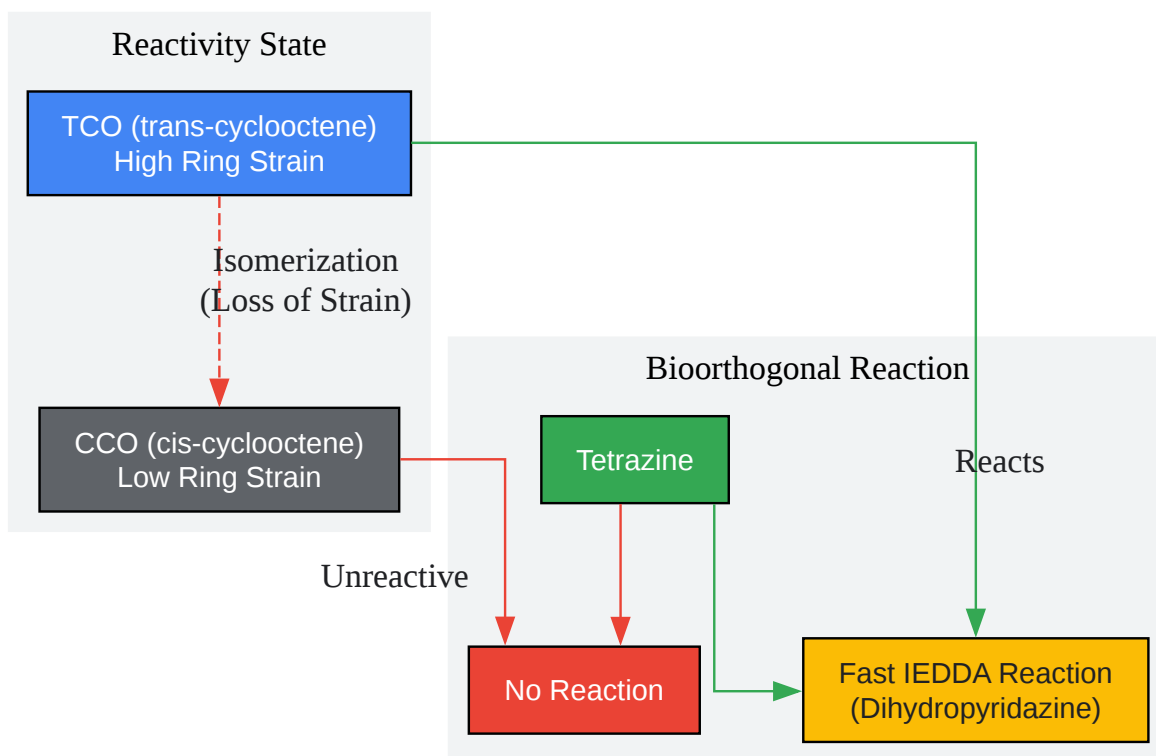 Reactivity State
TCO (trans-cyclooctene)
High Ring Strain
Isomerization
(Loss of Strain)
CCO (cis-cyclooctene)
Low Ring Strain
Bioorthogonal Reaction
Tetrazine
Reacts
Unreactive
No Reaction
Fast IEDDA Reaction
(Dihydropyridazine)